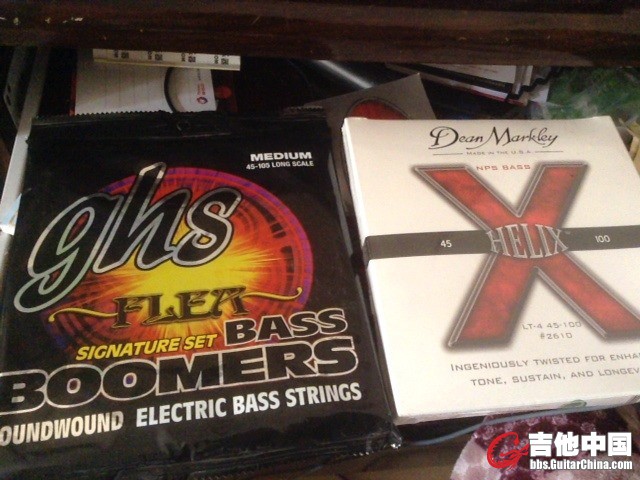 MEDIUM
45-105 LONG SCALE
ghs
FLEA
SIGNATURE SET
BASS
BOOMERS
OUNDWOUND ELECTRIC BASS STRINGS
Dean Markley
MADE IN THE U.S.A.
NPS BASS
X
45 HELIX 100
LT-4 45-100
#2610
INGENIOUSLY TWISTED FOR ENHA
TONE, SUSTAIN, AND LONGEV
吉他中国
bbs.GuitarChina.com